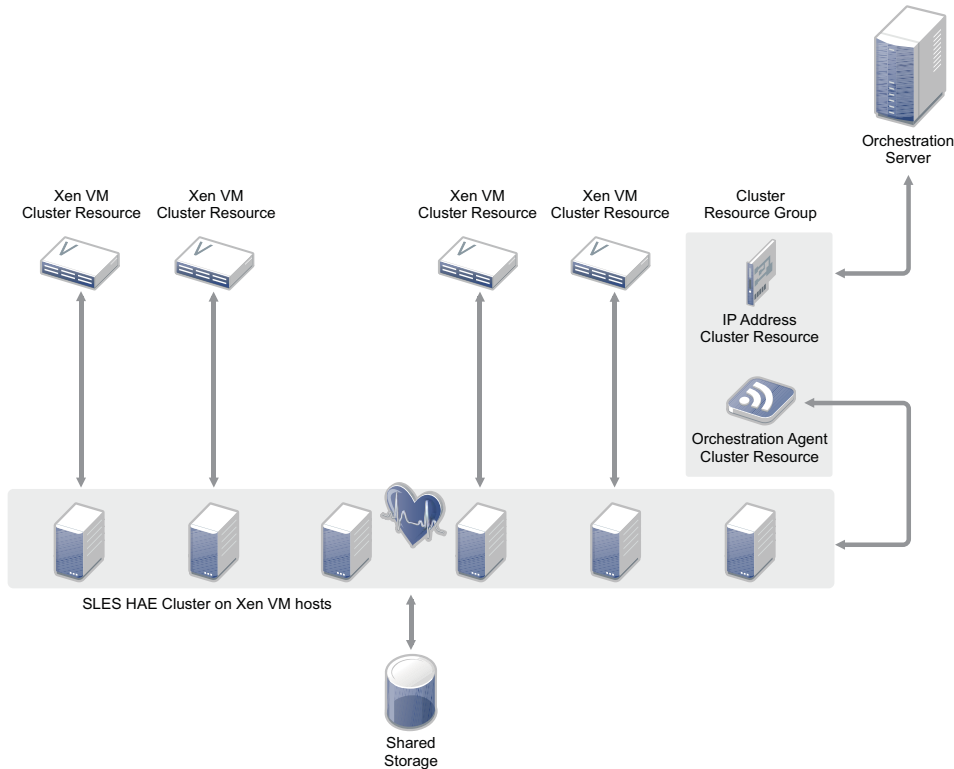 Orchestration
Server
Xen VM
Cluster Resource
Xen VM
Cluster Resource
Xen VM
Cluster Resource
Xen VM
Cluster Resource
Cluster
Resource Group
IP Address
Cluster Resource
Orchestration Agent
Cluster Resource
SLES HAE Cluster on Xen VM hosts
Shared
Storage